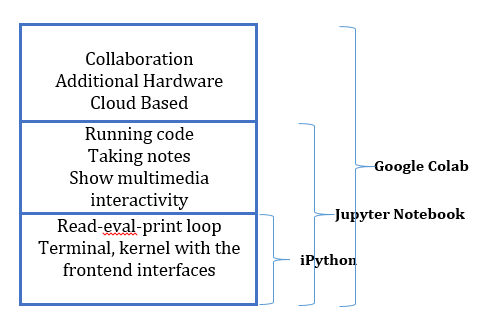 Collaboration
Additional Hardware
Cloud Based
Running code
Taking notes
Show multimedia
interactivity
Read-eval-print loop
Terminal, kernel with the
frontend interfaces
Google Colab
Jupyter Notebook
iPython